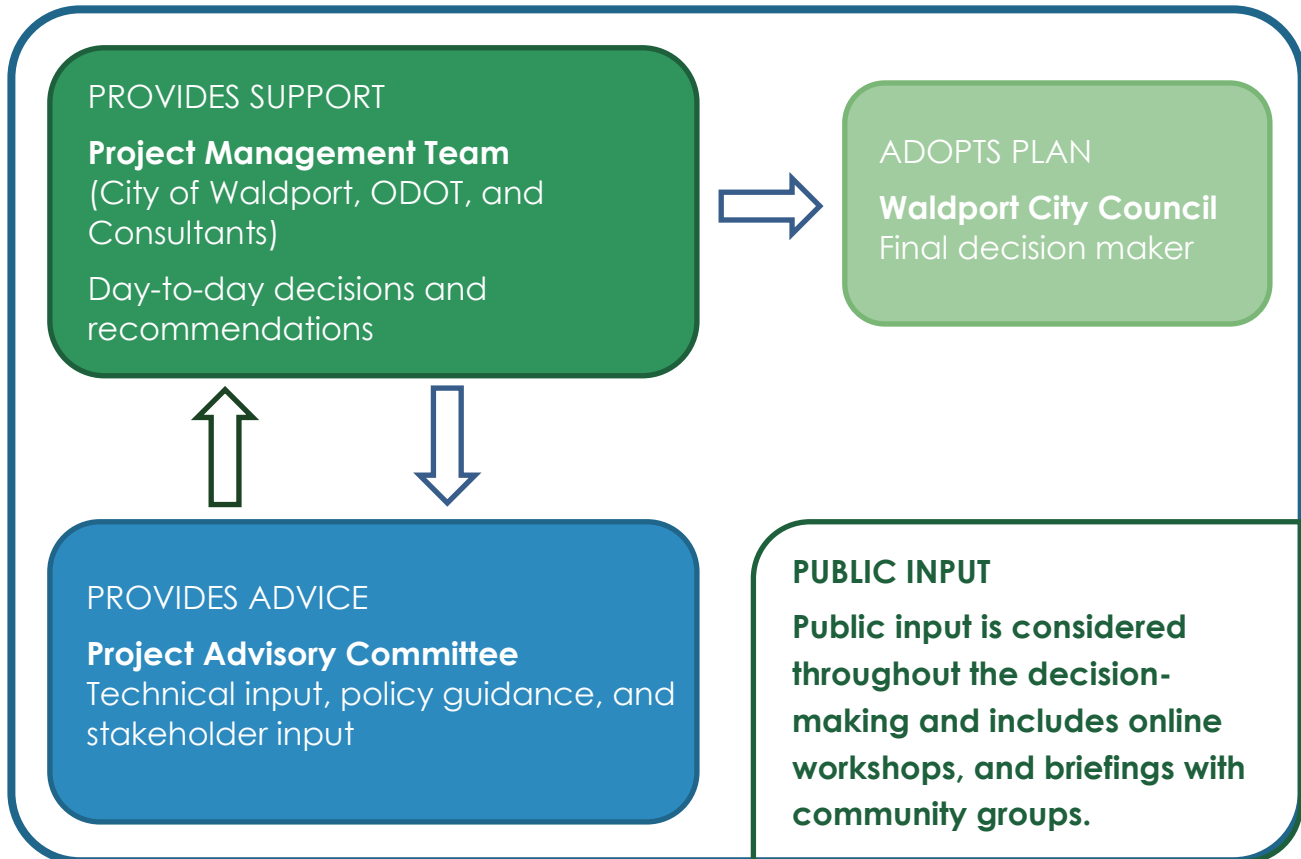 PROVIDES SUPPORT
Project Management Team
(City of Waldport, ODOT, and
Consultants)
Day-to-day decisions and
recommendations
ADOPTS PLAN
Waldport City Council
Final decision maker
PROVIDES ADVICE
Project Advisory Committee
Technical input, policy guidance, and
stakeholder input
PUBLIC INPUT
Public input is considered
throughout the decision-
making and includes online
workshops, and briefings with
community groups.